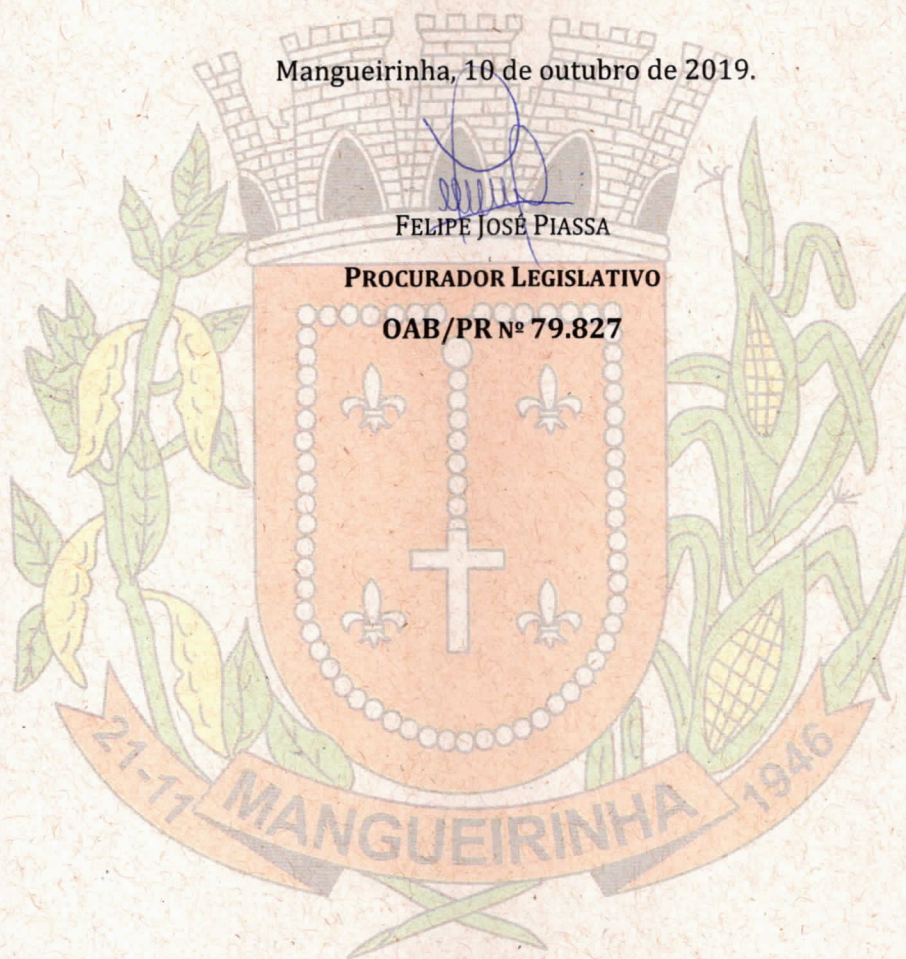 Mangueirinha, 10 de outubro de 2019.
FELIPE JOSÉ PIASSA
PROCURADOR LEGISLATIVO
OAB/PR Nº 79.827
21-11 MANGUEIRINHA 1946